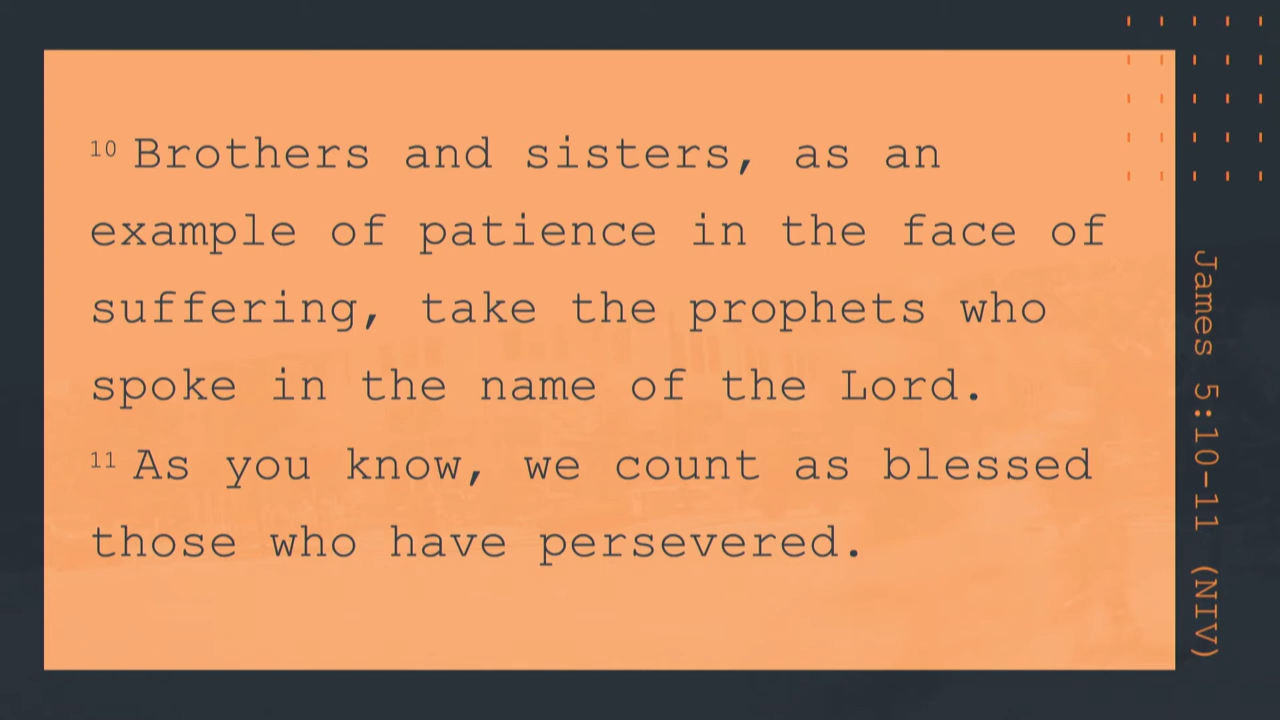 10 Brothers and sisters, as an
example of patience in the face of
suffering, take the prophets who
spoke in the name of the Lord.
11 As you know, we count as blessed
those who have persevered.
James 5:10-11 (NIV)